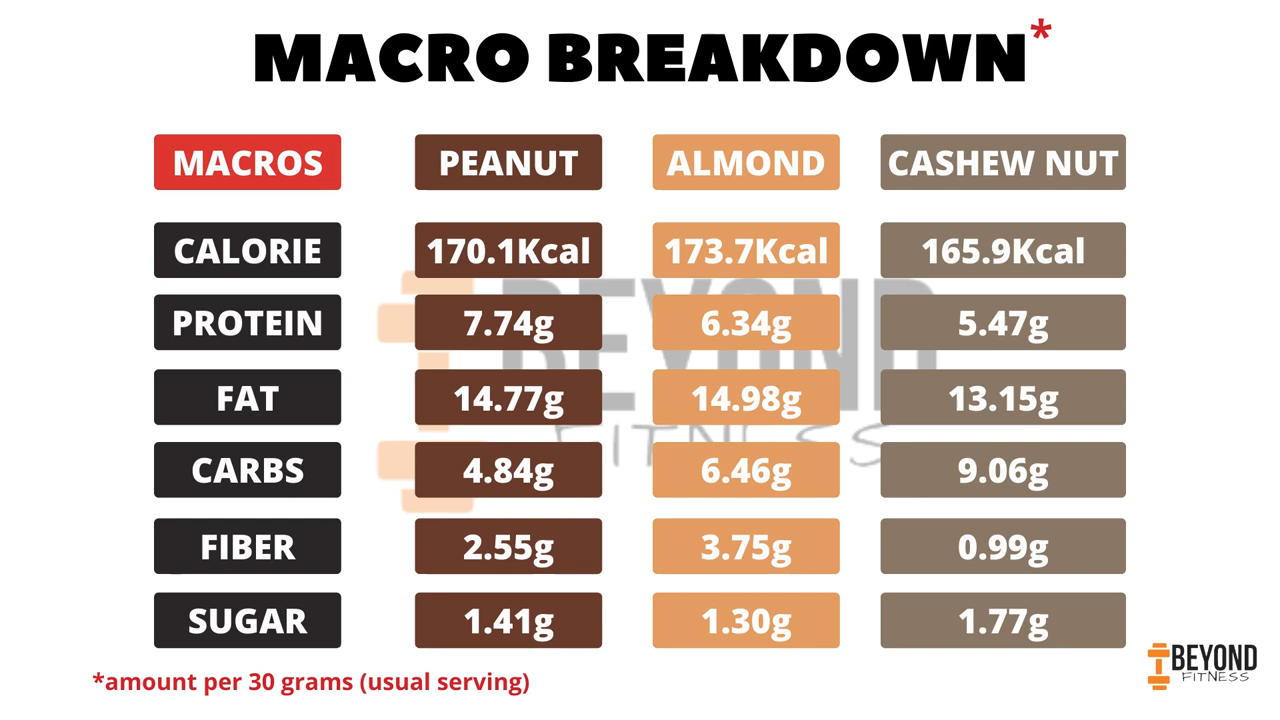 MACRO BREAKDOWN*
MACROS PEANUT ALMOND CASHEW NUT
CALORIE 170.1Kcal 173.7Kcal 165.9Kcal
PROTEIN 7.74g 6.34g 5.47g
FAT 14.77g 14.98g 13.15g
CARBS 4.84g 6.46g 9.06g
FIBER 2.55g 3.75g 0.99g
SUGAR 1.41g 1.30g 1.77g
*amount per 30 grams (usual serving)
BEYOND
FITNESS
BEYOND
FITNESS